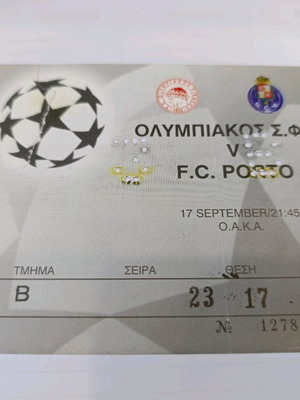 ΟΛΥΜΠΙΑΚΟΣ Σ.Φ
V
F.C. PORTO
17 SEPTEMBER/21:45
Ο.Α.Κ.Α.
ΤΜΗΜΑ ΣΕΙΡΑ ΘΕΣΗ
B 23 17
№ 1278